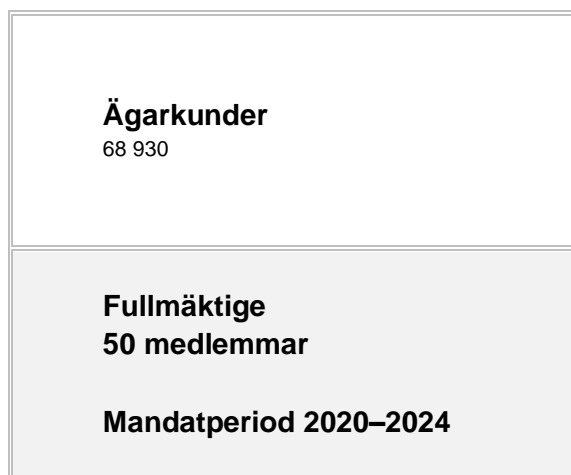 Ägarkunder
68 930
Fullmäktige
50 medlemmar
Mandatperiod 2020–2024